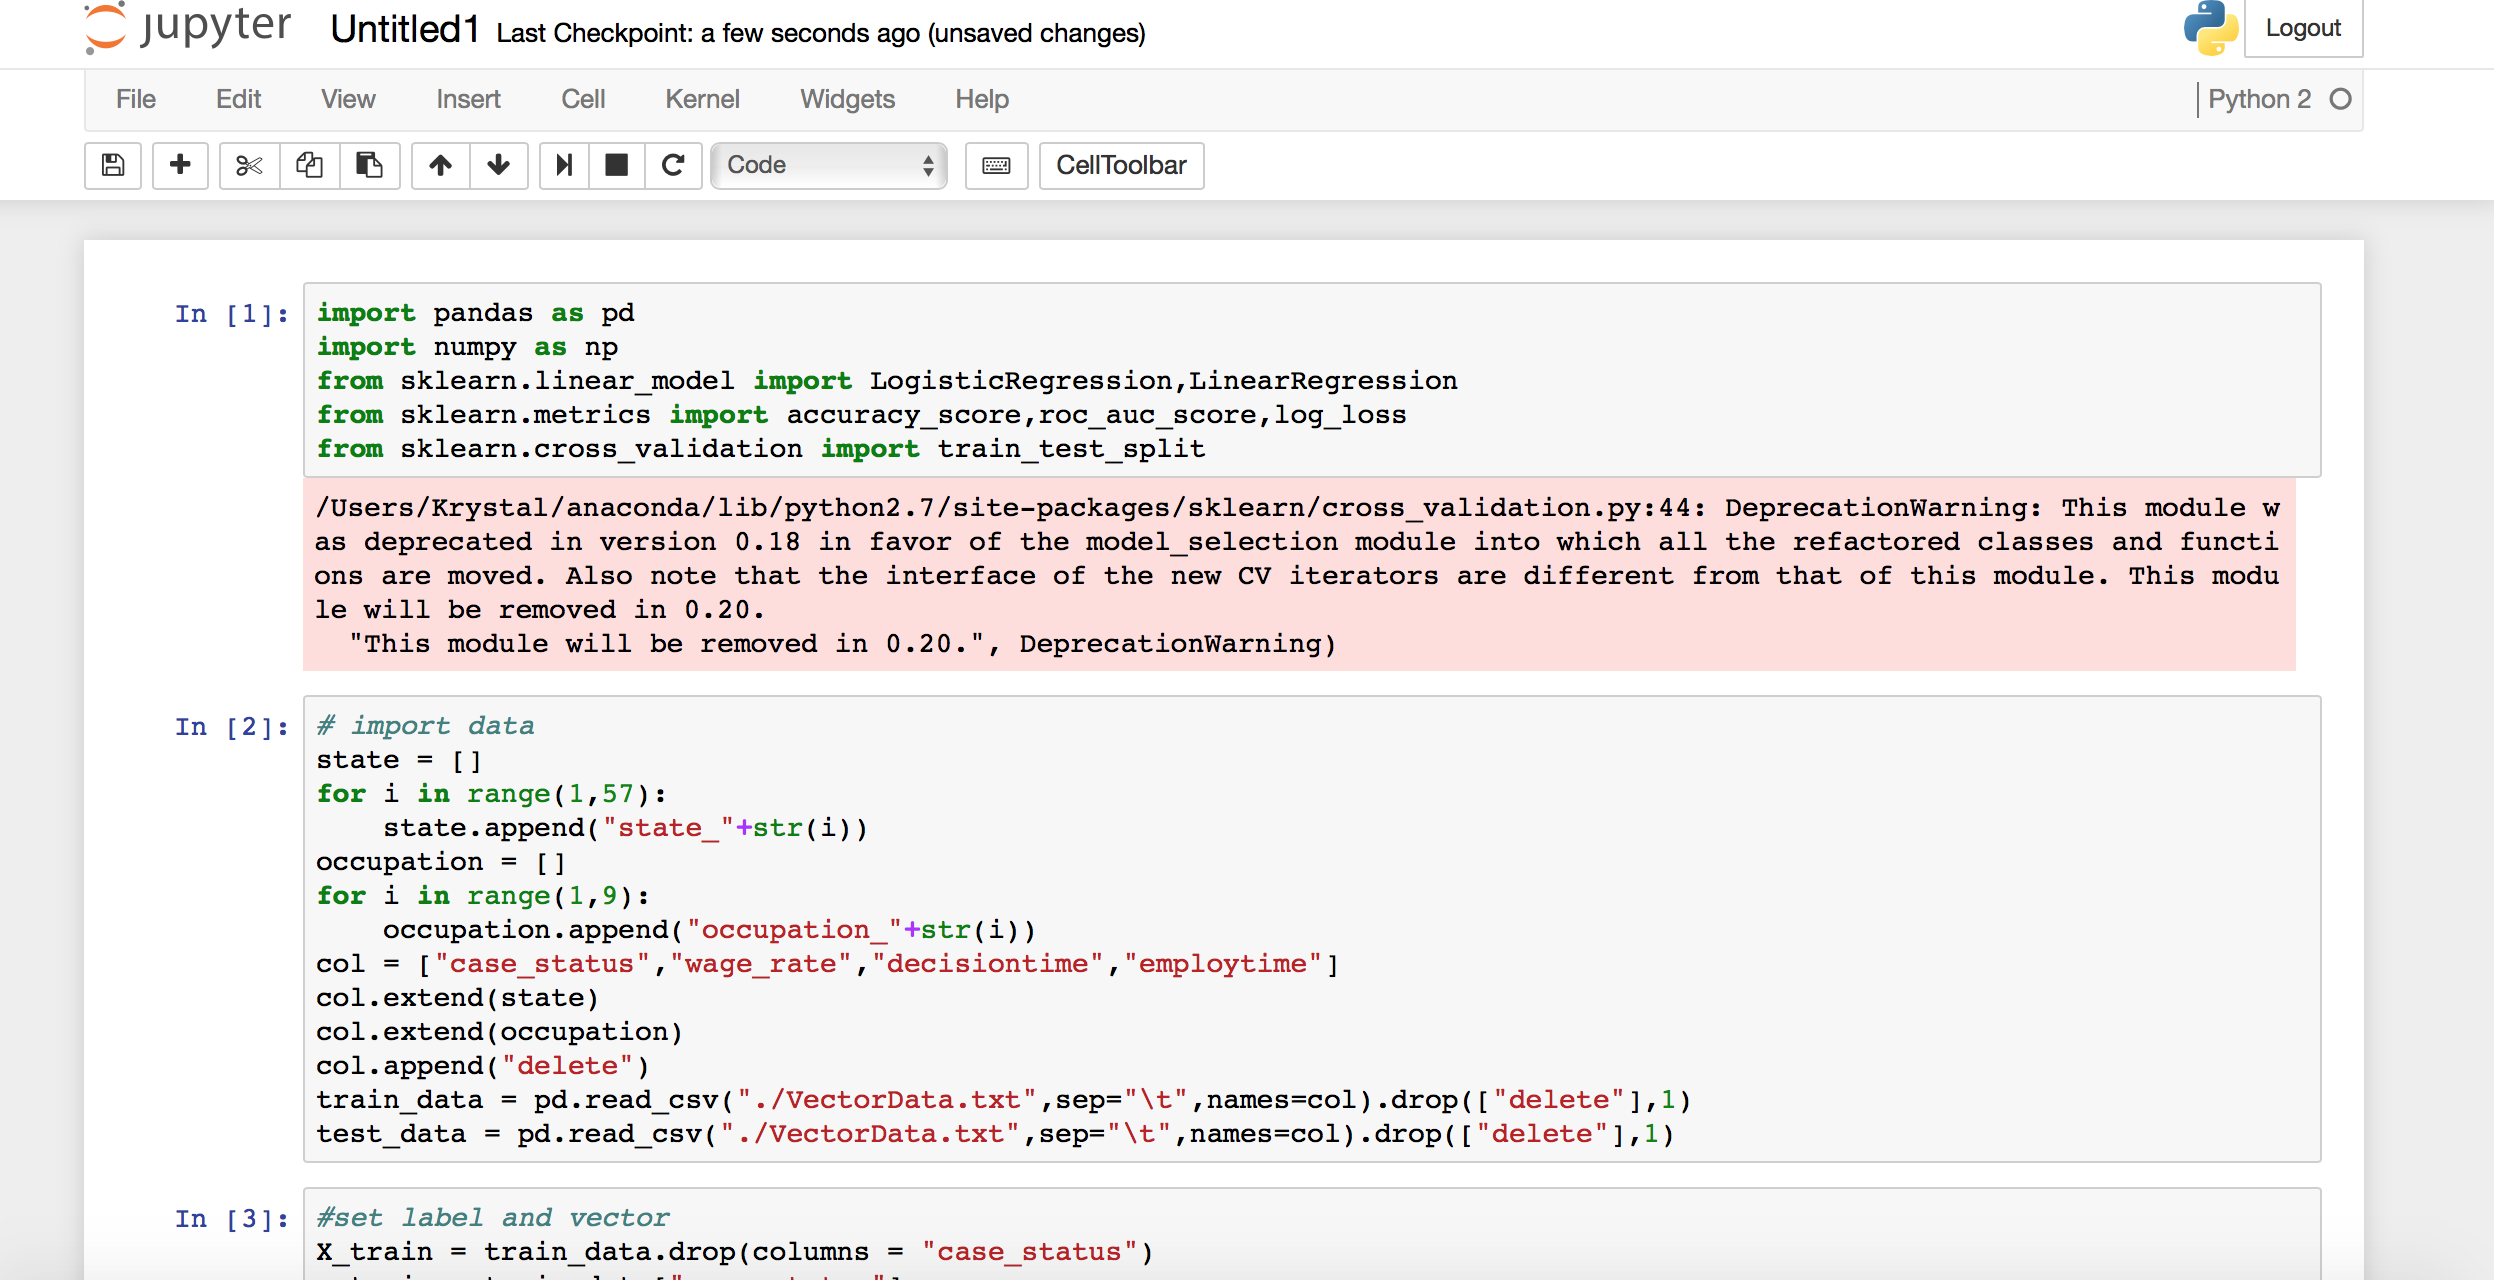 jupyter Untitled1 Last Checkpoint: a few seconds ago (unsaved changes) Logout
File Edit View Insert Cell Kernel Widgets Help Python 2
Code CellToolbar
In [1]: import pandas as pd
import numpy as np
from sklearn.linear_model import LogisticRegression,LinearRegression
from sklearn.metrics import accuracy_score,roc_auc_score,log_loss
from sklearn.cross_validation import train_test_split
/Users/Krystal/anaconda/lib/python2.7/site-packages/sklearn/cross_validation.py:44: DeprecationWarning: This module w
as deprecated in version 0.18 in favor of the model_selection module into which all the refactored classes and functi
ons are moved. Also note that the interface of the new CV iterators are different from that of this module. This modu
le will be removed in 0.20.
  "This module will be removed in 0.20.", DeprecationWarning)
In [2]: # import data
state = []
for i in range(1,57):
    state.append("state_"+str(i))
occupation = []
for i in range(1,9):
    occupation.append("occupation_"+str(i))
col = ["case_status","wage_rate","decisiontime","employtime"]
col.extend(state)
col.extend(occupation)
col.append("delete")
train_data = pd.read_csv("./VectorData.txt",sep="\t",names=col).drop(["delete"],1)
test_data = pd.read_csv("./VectorData.txt",sep="\t",names=col).drop(["delete"],1)
In [3]: #set label and vector
X_train = train_data.drop(columns = "case_status")